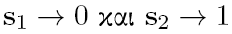 s₁ → 0 ϰαι s₂ → 1